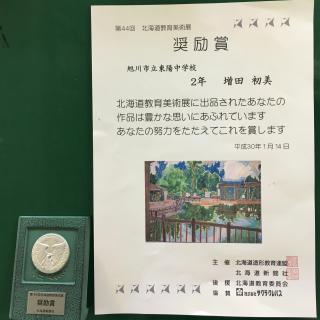 第44回 北海道教育美術展
奨励賞
旭川市立東陽中学校
2年 増田 初美
北海道教育美術展に出品されたあなたの
作品は豊かな思いにあふれています
あなたの努力をたたえてこれを賞します
平成30年1月14日
主催 北海道造形教育連盟
北海道新聞社
後援 北海道教育委員会
協賛 株式会社サクラクレパス
奨励賞